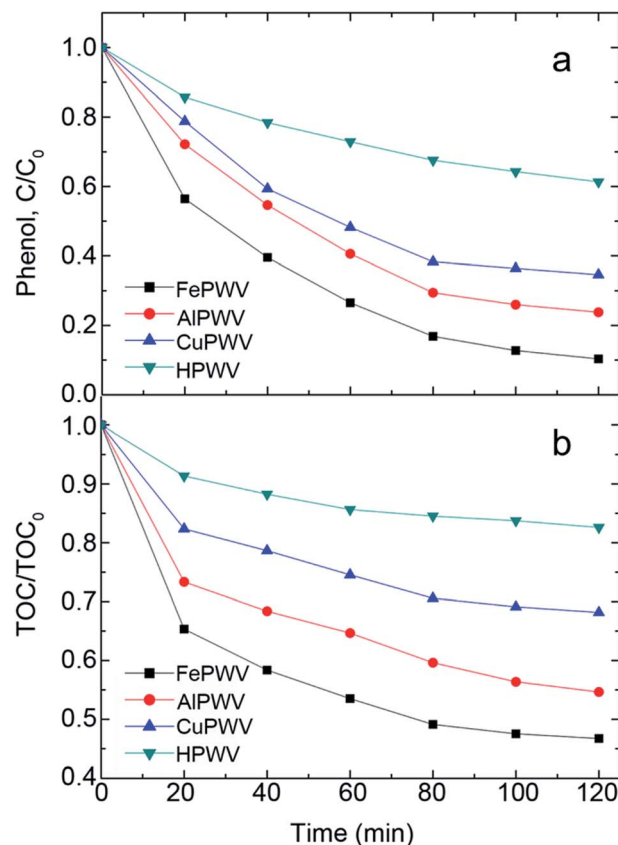 a
1.0
0.8
0.6
0.4
0.2
0.0
Phenol, C/C₀
FePWV
AlPWV
CuPWV
HPWV
b
1.0
0.9
0.8
0.7
0.6
0.5
0.4
TOC/TOC₀
FePWV
AlPWV
CuPWV
HPWV
0 20 40 60 80 100 120
Time (min)